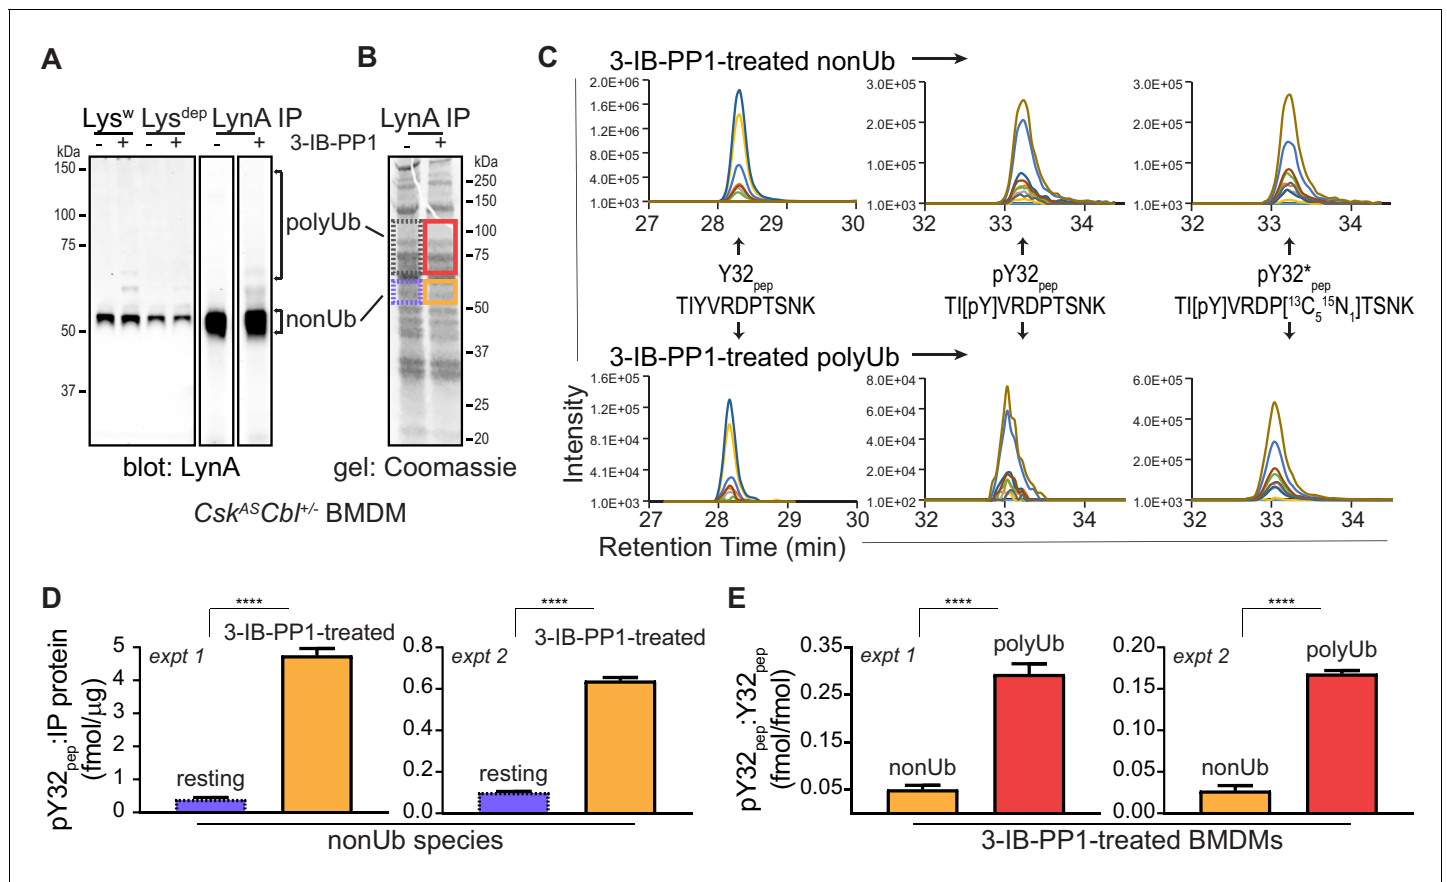 A
B
C
Lysʷ Lysᵈᵉᵖ LynA IP
- + - + - + 3-IB-PP1
kDa
150
100
75
50
37
polyUb
nonUb
blot: LynA
LynA IP
- +
kDa
250
150
100
75
50
37
25
20
gel: Coomassie
CskᴬˢCbl⁺/⁻ BMDM
3-IB-PP1-treated nonUb
2.0E+06
1.6E+06
1.2E+06
8.0E+05
4.0E+05
1.0E+03
27 28 29 30
3.0E+05
2.0E+05
1.0E+05
1.0E+03
32 33 34
3.0E+05
2.0E+05
1.0E+05
1.0E+03
32 33 34
Y32pep
TIYVRDPTSNK
pY32pep
TI[pY]VRDPTSNK
pY32*pep
TI[pY]VRDP[¹³C₅¹⁵N₁]TSNK
3-IB-PP1-treated polyUb
Intensity
1.6E+05
1.2E+05
8.1E+04
4.1E+04
1.0E+03
27 28 29 30
8.0E+04
6.0E+04
4.0E+04
2.0E+04
1.0E+02
32 33 34
6.0E+05
4.0E+05
2.0E+05
1.0E+03
32 33 34
Retention Time (min)
D
pY32pep:IP protein
(fmol/µg)
****
3-IB-PP1-treated
expt 1
5
4
3
2
1
0
resting
****
3-IB-PP1-treated
expt 2
0.8
0.6
0.4
0.2
0.0
resting
nonUb species
E
pY32pep:Y32pep
(fmol/fmol)
****
polyUb
expt 1
0.35
0.25
0.15
0.05
nonUb
****
polyUb
expt 2
0.20
0.15
0.10
0.05
0.00
nonUb
3-IB-PP1-treated BMDMs